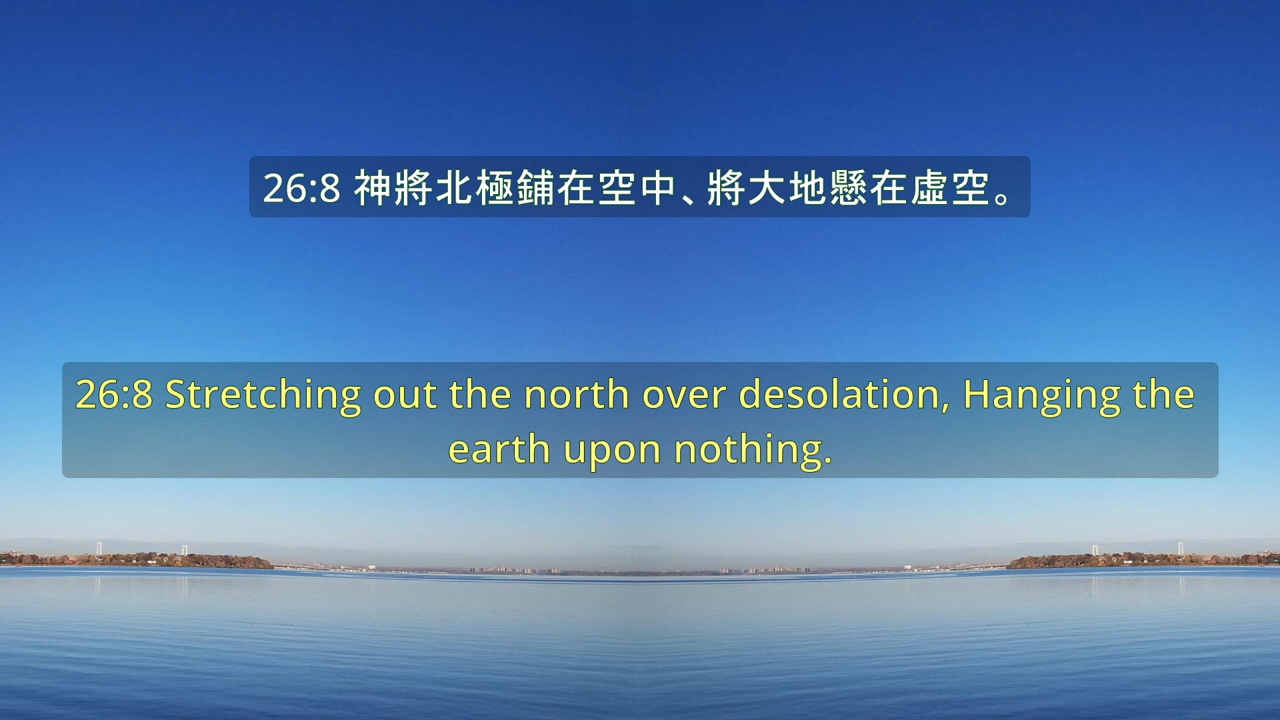 26:8 神將北極鋪在空中、將大地懸在虛空。
26:8 Stretching out the north over desolation, Hanging the
earth upon nothing.